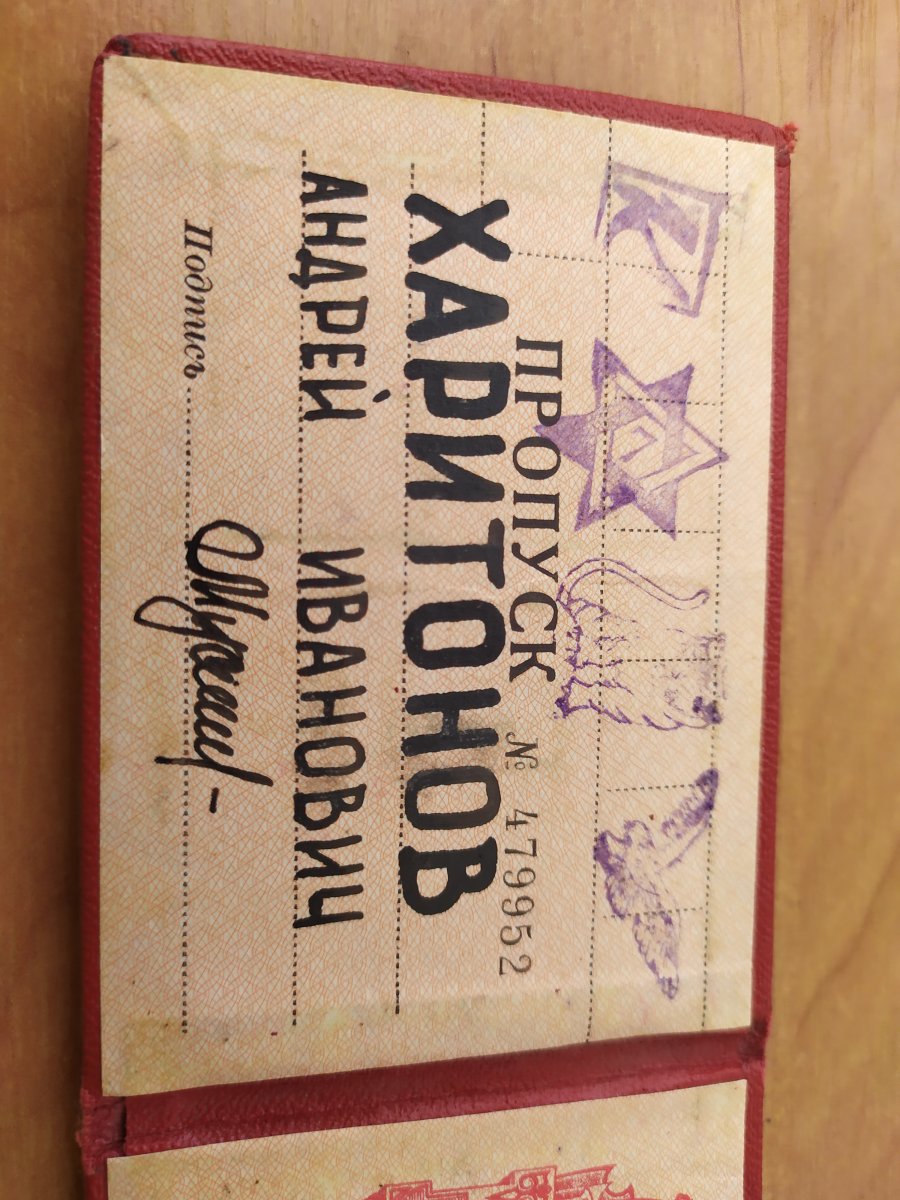 ПРОПУСК № 479952
ХАРИТОНОВ
АНДРЕЙ ИВАНОВИЧ
Подпись